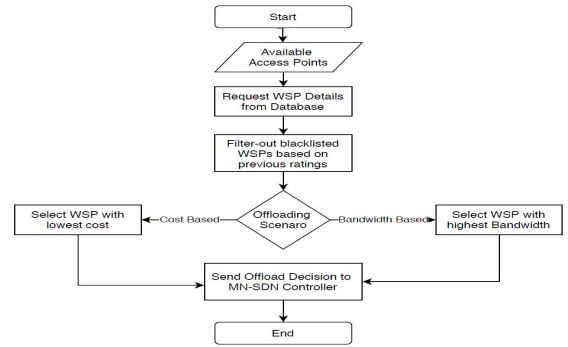 Start
Available
Access Points
Request WSP Details
from Database
Filter-out blacklisted
WSPs based on
previous ratings
Select WSP with
lowest cost
Cost Based
Offloading
Scenaro
Bandwidth Based
Select WSP with
highest Bandwidth
Send Offload Decision to
MN-SDN Controller
End